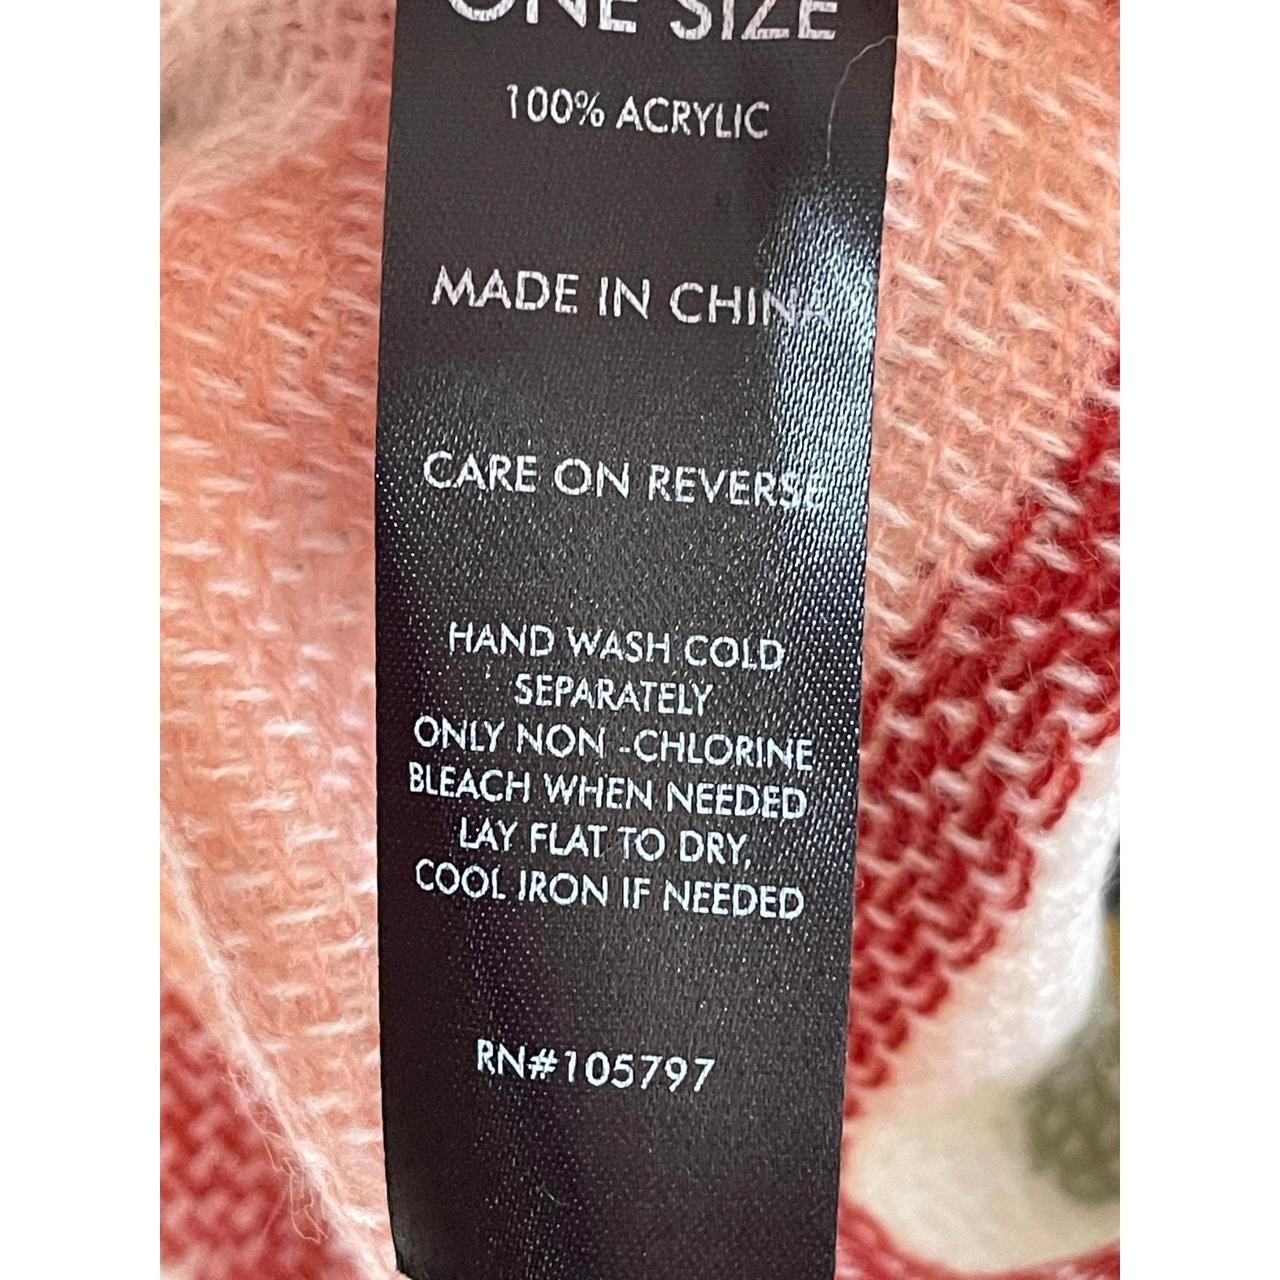 ONE SIZE
100% ACRYLIC
MADE IN CHINA
CARE ON REVERSE
HAND WASH COLD
SEPARATELY
ONLY NON -CHLORINE
BLEACH WHEN NEEDED
LAY FLAT TO DRY,
COOL IRON IF NEEDED
RN#105797